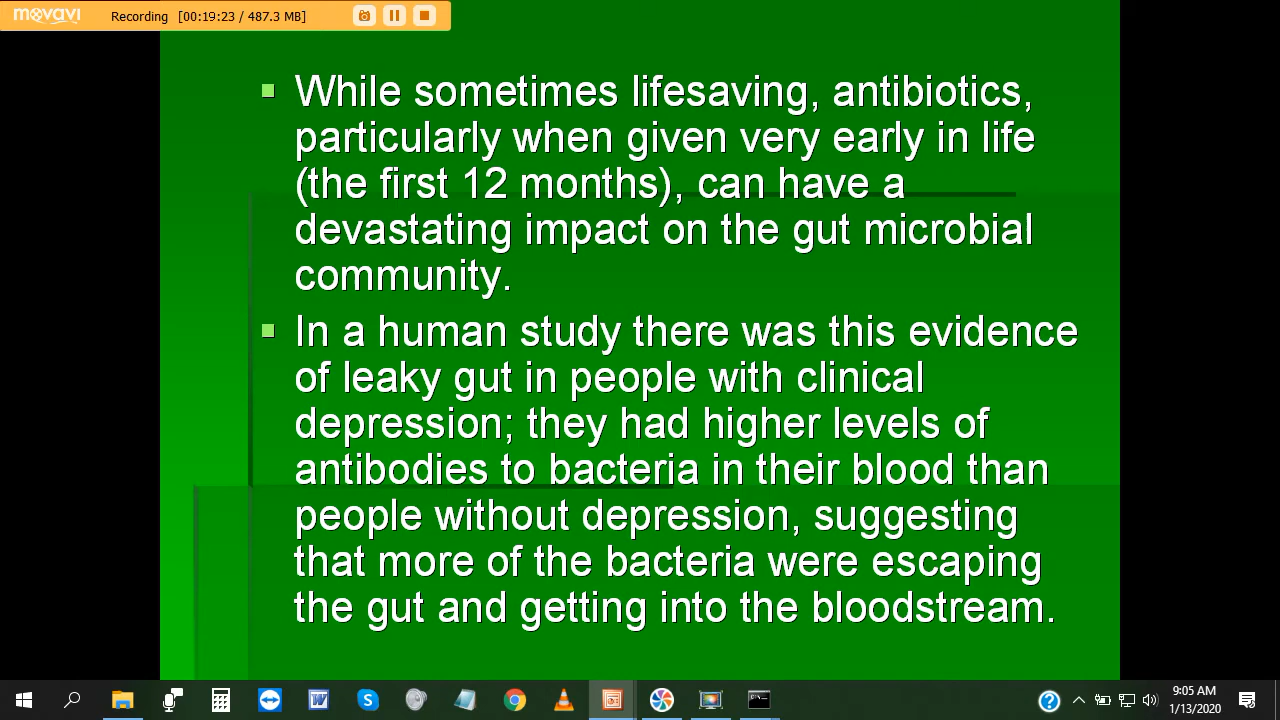 movavi
Recording [00:19:23 / 487.3 MB]
While sometimes lifesaving, antibiotics,
particularly when given very early in life
(the first 12 months), can have a
devastating impact on the gut microbial
community.
In a human study there was this evidence
of leaky gut in people with clinical
depression; they had higher levels of
antibodies to bacteria in their blood than
people without depression, suggesting
that more of the bacteria were escaping
the gut and getting into the bloodstream.
9:05 AM
1/13/2020